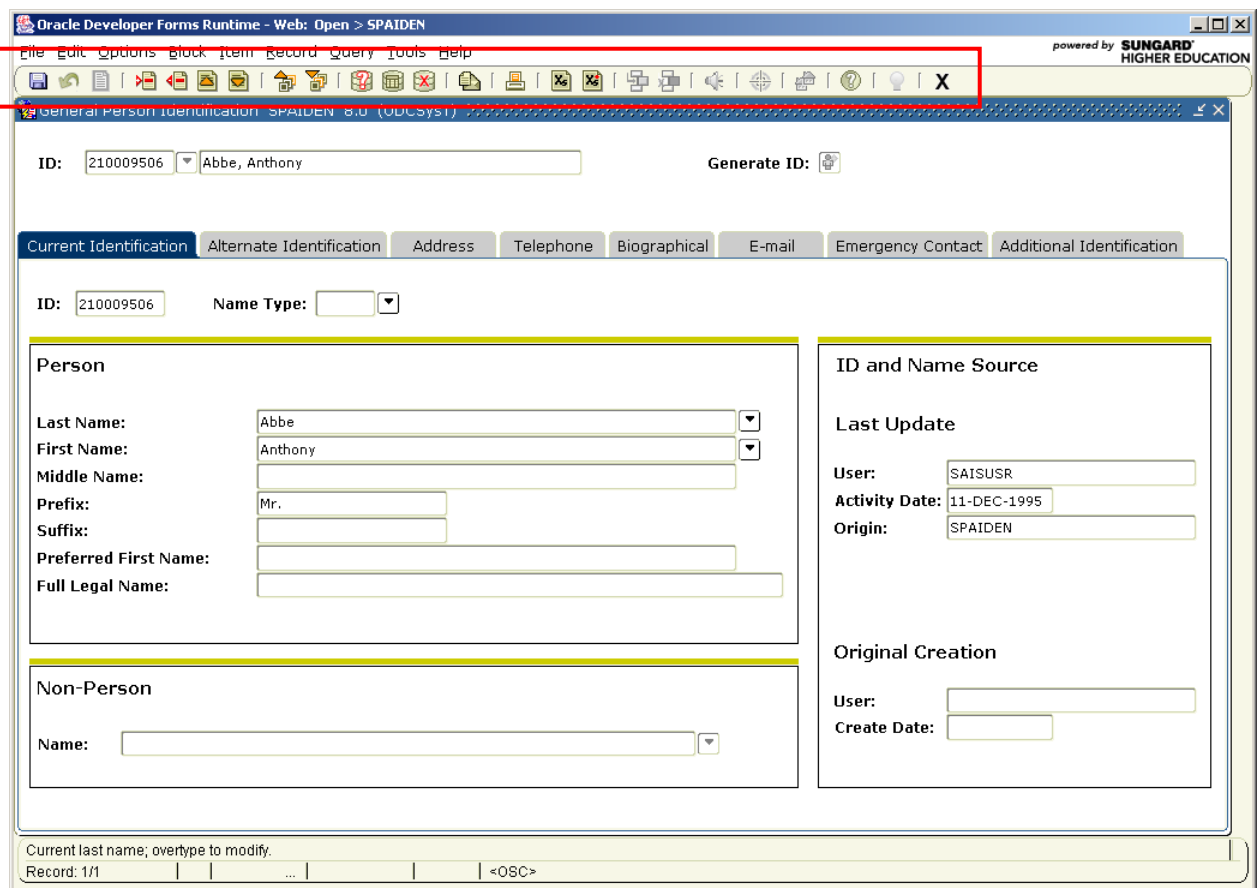 Oracle Developer Forms Runtime - Web: Open > SPAIDEN
File Edit Options Block Item Record Query Tools Help
powered by SUNGARD' HIGHER EDUCATION
X
General Person Identification SPAIDEN 8.0 (UDCSyst)
ID: 210009506 Abbe, Anthony Generate ID:
Current Identification Alternate Identification Address Telephone Biographical E-mail Emergency Contact Additional Identification
ID: 210009506 Name Type:
Person
Last Name: Abbe
First Name: Anthony
Middle Name:
Prefix: Mr.
Suffix:
Preferred First Name:
Full Legal Name:
Non-Person
Name:
ID and Name Source
Last Update
User: SAISUSR
Activity Date: 11-DEC-1995
Origin: SPAIDEN
Original Creation
User:
Create Date:
Current last name; overtype to modify.
Record: 1/1 ... <OSC>